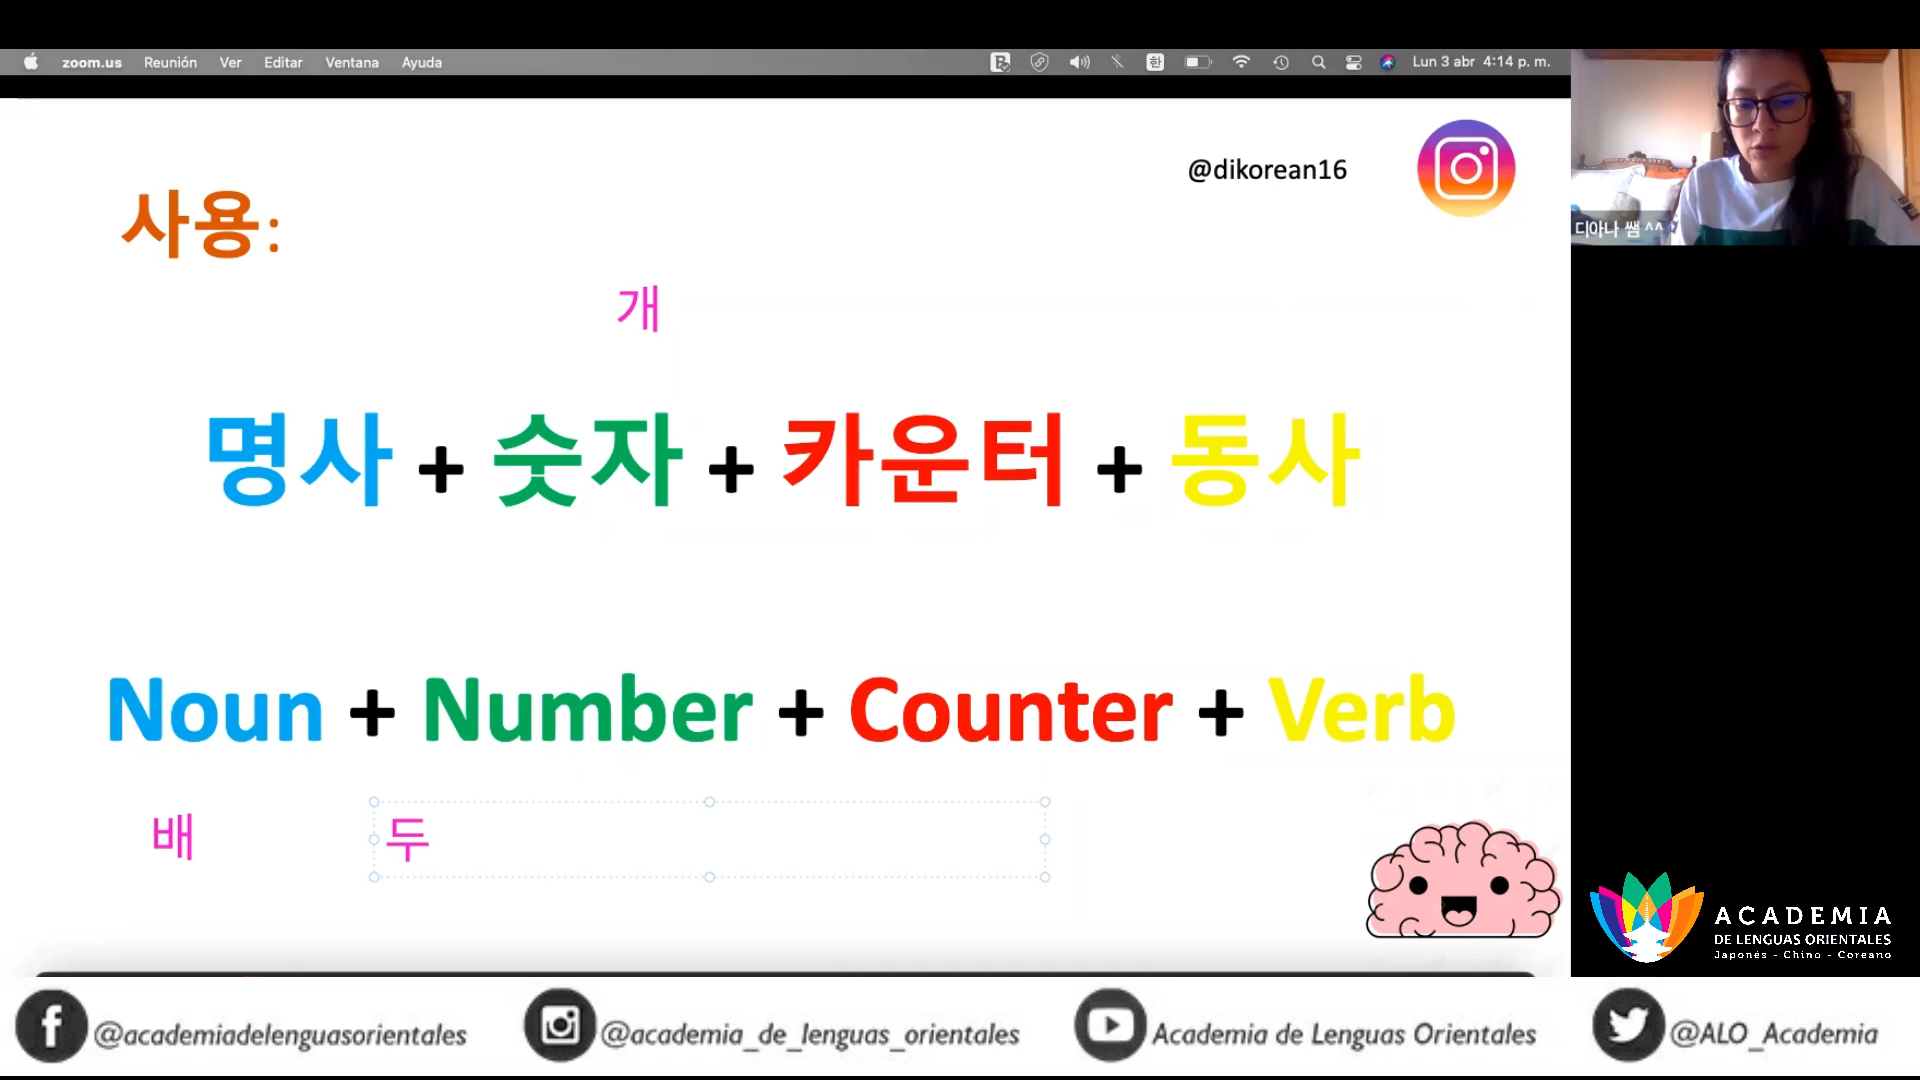 zoom.us Reunión Ver Editar Ventana Ayuda 한 Lun 3 abr 4:14 p. m.
@dikorean16
디아나 쌤 ^^
사용:
개
명사 + 숫자 + 카운터 + 동사
Noun + Number + Counter + Verb
배 두
ACADEMIA
DE LENGUAS ORIENTALES
Japonés - Chino - Coreano
@academiadelenguasorientales @academia_de_lenguas_orientales Academia de Lenguas Orientales @ALO_Academia